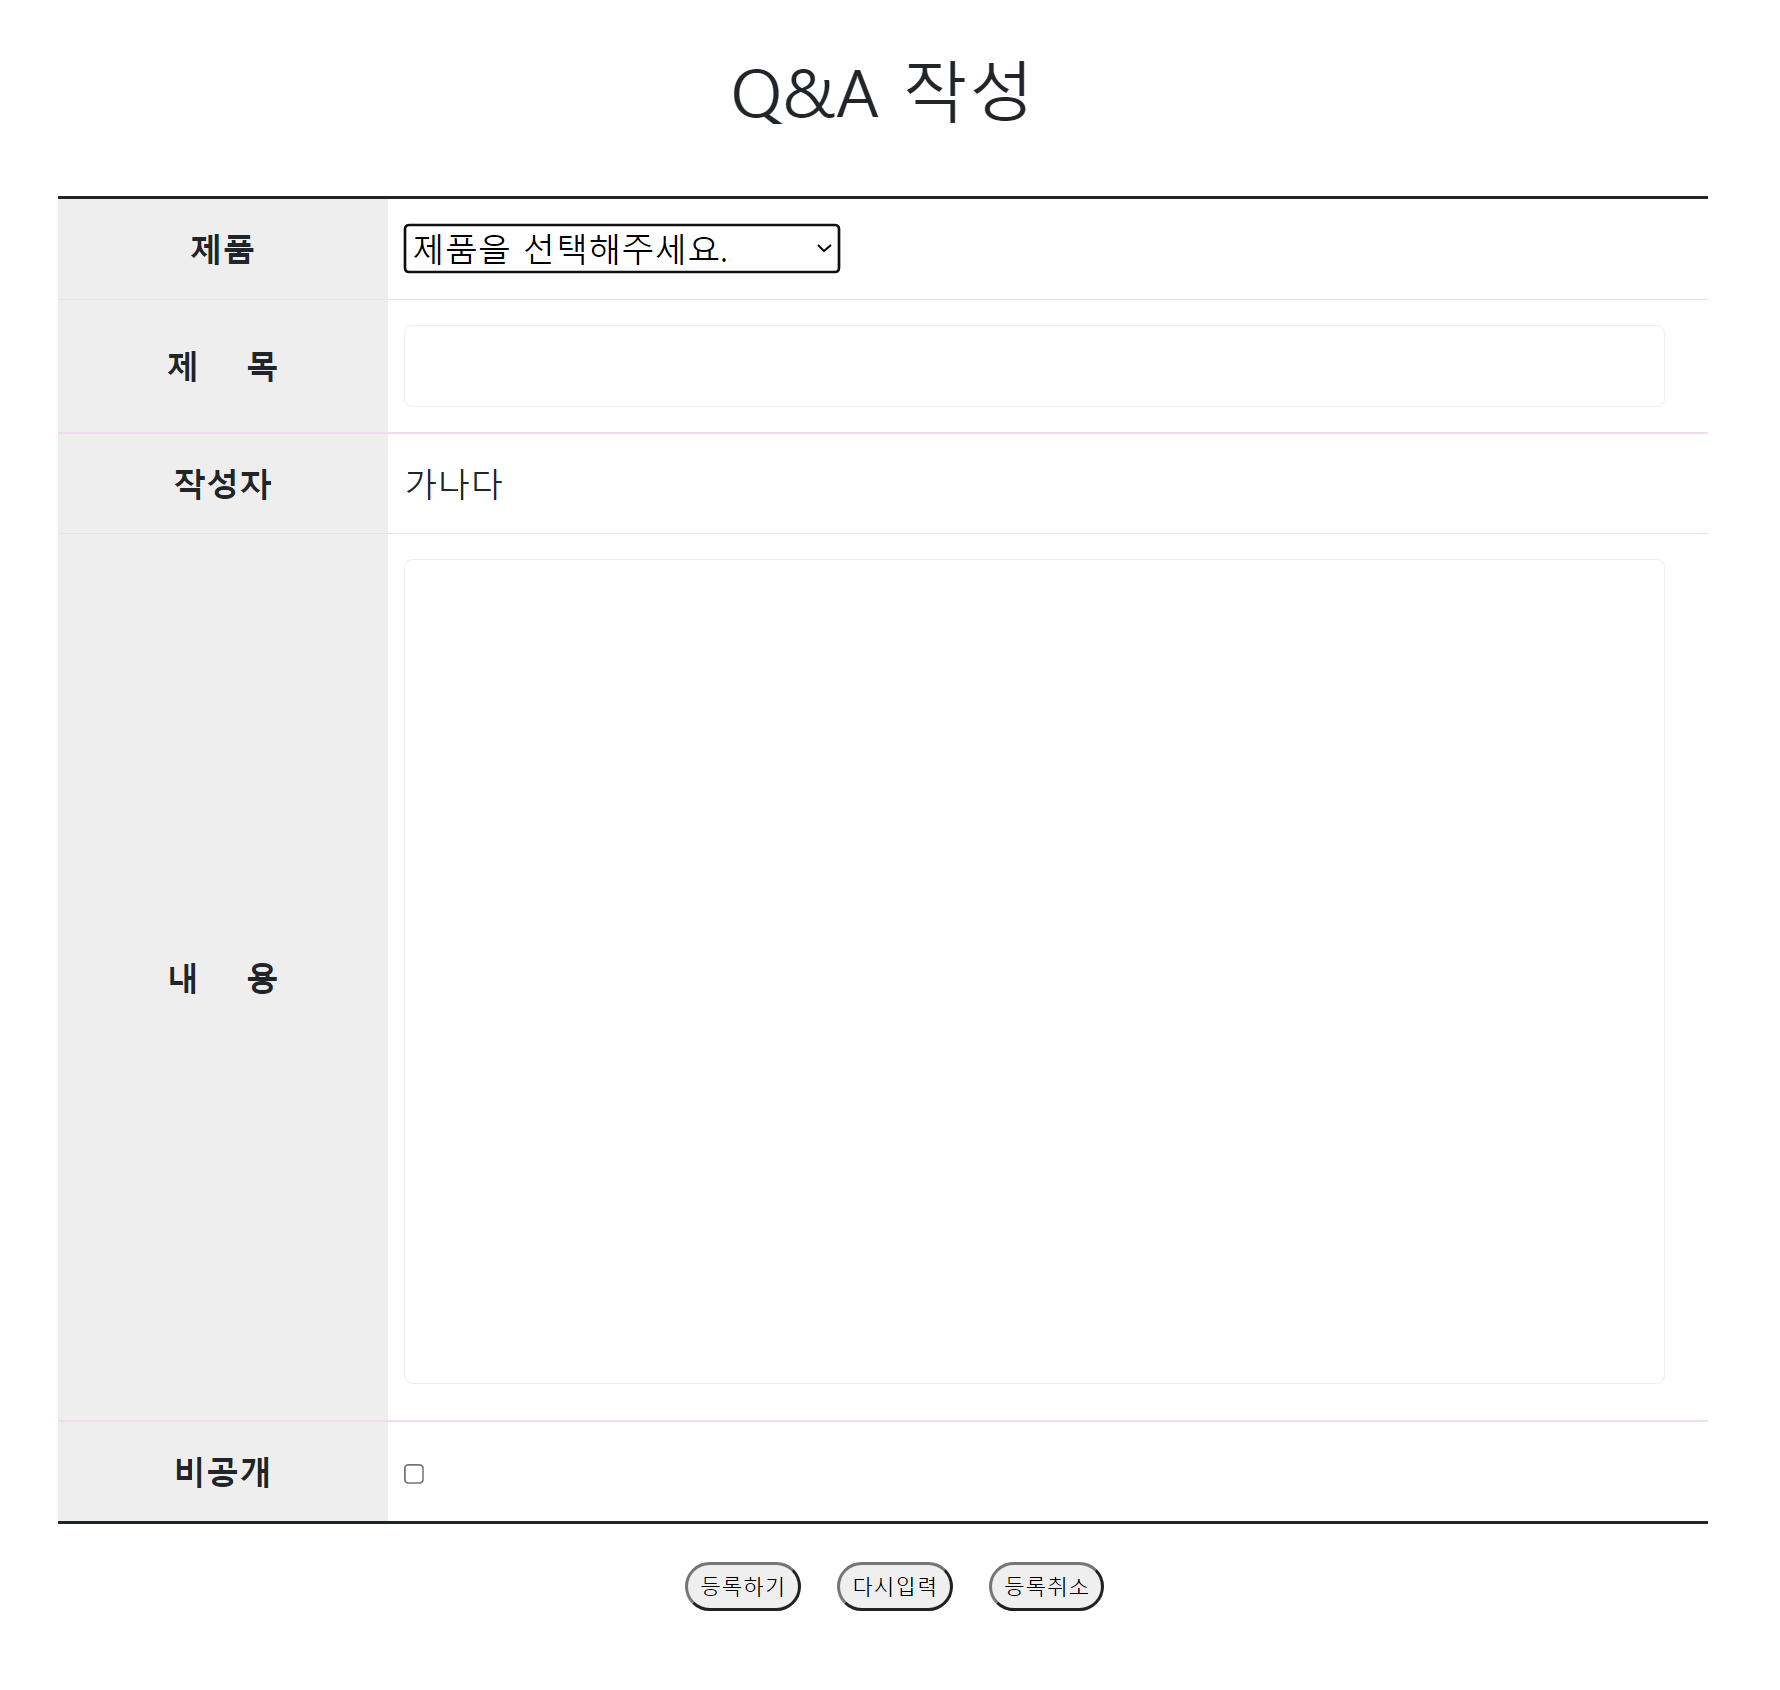 Q&A 작성
제품 제품을 선택해주세요.
제 목
작성자 가나다
내 용
비공개
등록하기 다시입력 등록취소